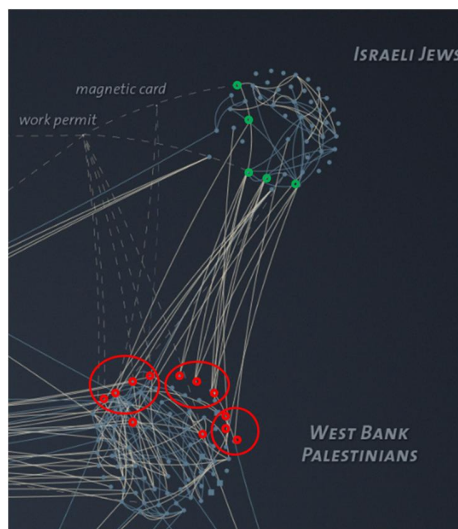 ISRAELI JEWS
magnetic card
work permit
WEST BANK
PALESTINIANS